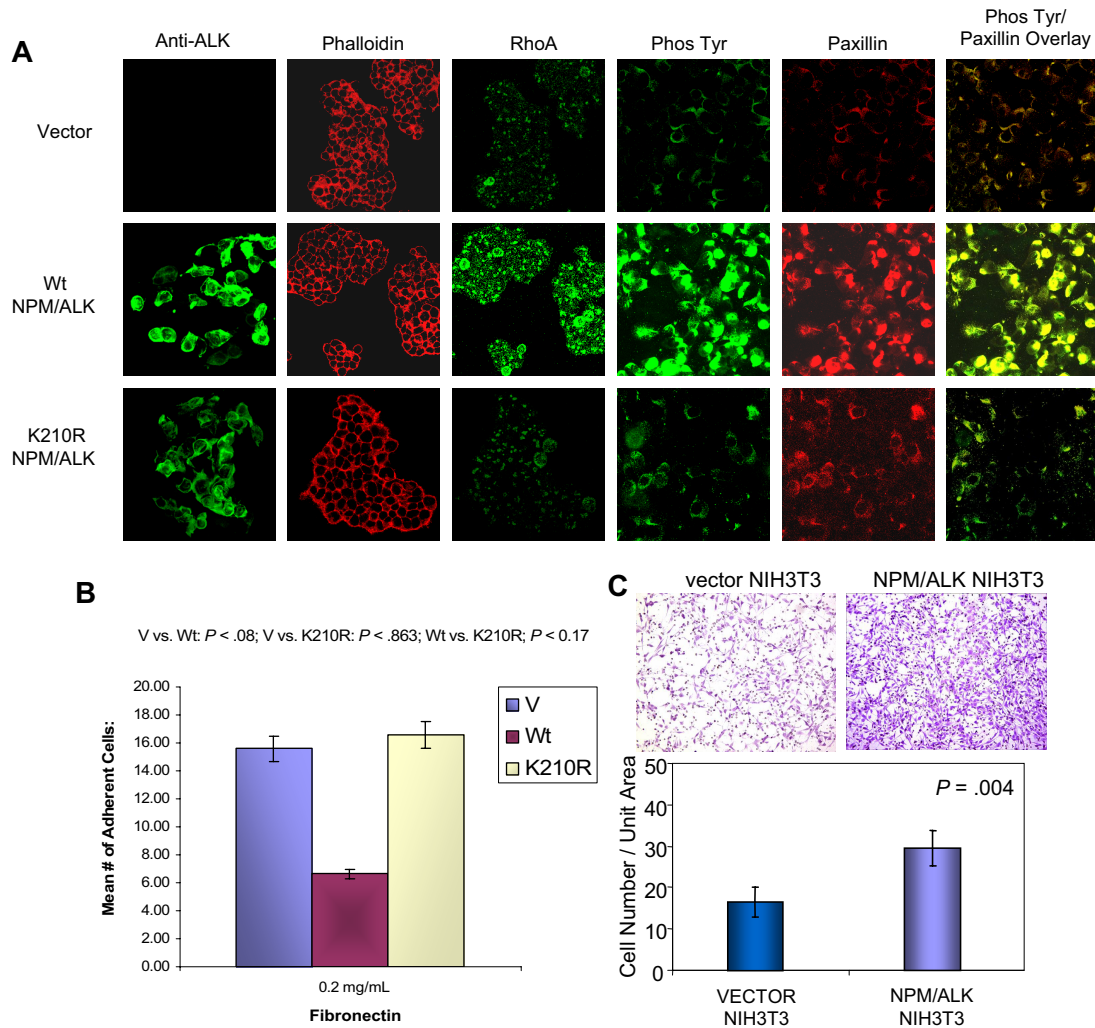 A
Anti-ALK
Phalloidin
RhoA
Phos Tyr
Paxillin
Phos Tyr/
Paxillin Overlay
Vector
Wt
NPM/ALK
K210R
NPM/ALK
B
V vs. Wt: P < .08; V vs. K210R: P < .863; Wt vs. K210R; P < 0.17
Mean # of Adherent Cells:
20.00
18.00
16.00
14.00
12.00
10.00
8.00
6.00
4.00
2.00
0.00
V
Wt
K210R
0.2 mg/mL
Fibronectin
C
vector NIH3T3
NPM/ALK NIH3T3
Cell Number / Unit Area
50
40
30
20
10
0
P = .004
VECTOR
NIH3T3
NPM/ALK
NIH3T3